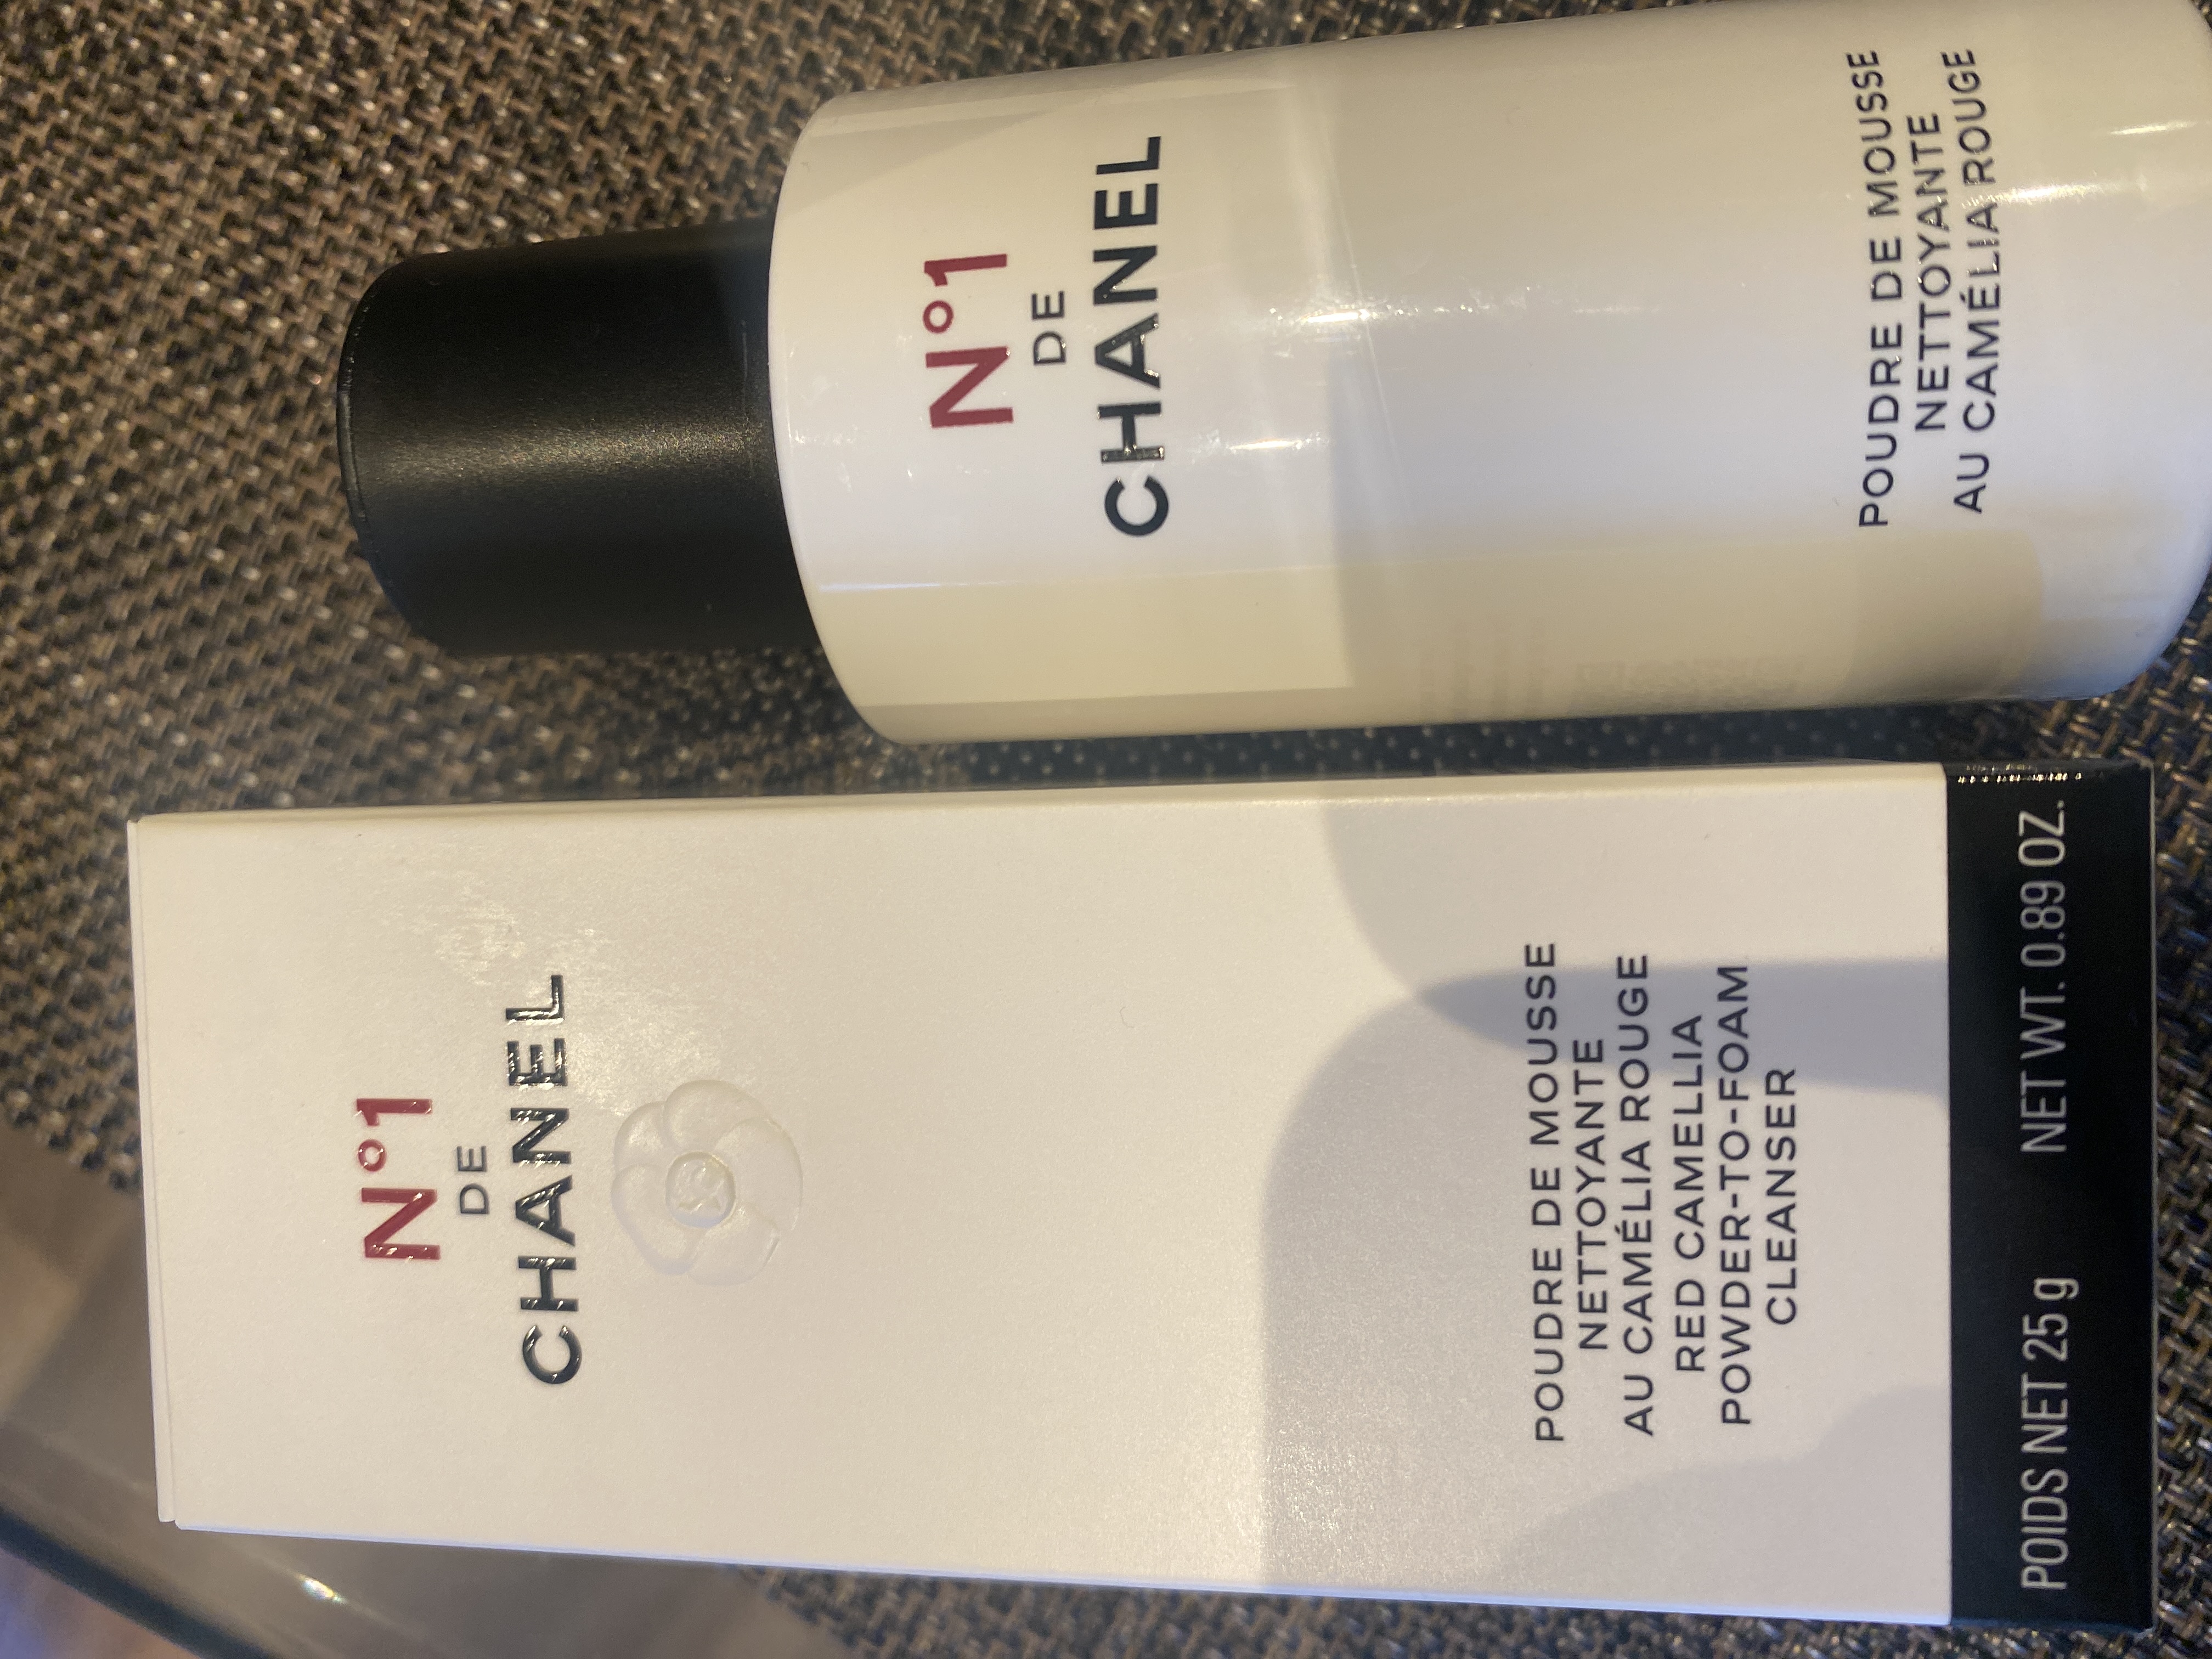 N°1
DE
CHANEL
POUDRE DE MOUSSE
NETTOYANTE
AU CAMÉLIA ROUGE
N°1
DE
CHANEL
POUDRE DE MOUSSE
NETTOYANTE
AU CAMÉLIA ROUGE
RED CAMELLIA
POWDER-TO-FOAM
CLEANSER
POIDS NET 25 g NET WT. 0.89 OZ.